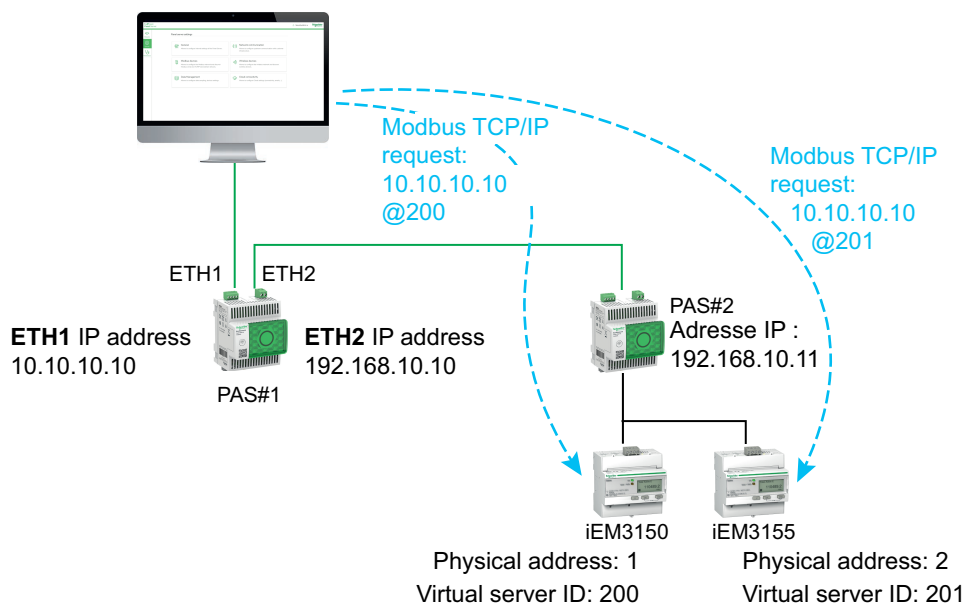 Modbus TCP/IP
request:
10.10.10.10
@200
Modbus TCP/IP
request:
10.10.10.10
@201
ETH1
ETH2
ETH1 IP address
10.10.10.10
ETH2 IP address
192.168.10.10
PAS#1
PAS#2
Adresse IP :
192.168.10.11
iEM3150
iEM3155
Physical address: 1
Virtual server ID: 200
Physical address: 2
Virtual server ID: 201